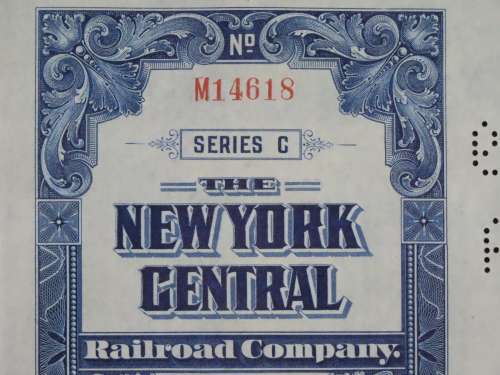 Nº
M14618
SERIES C
THE
NEW YORK
CENTRAL
Railroad Company.